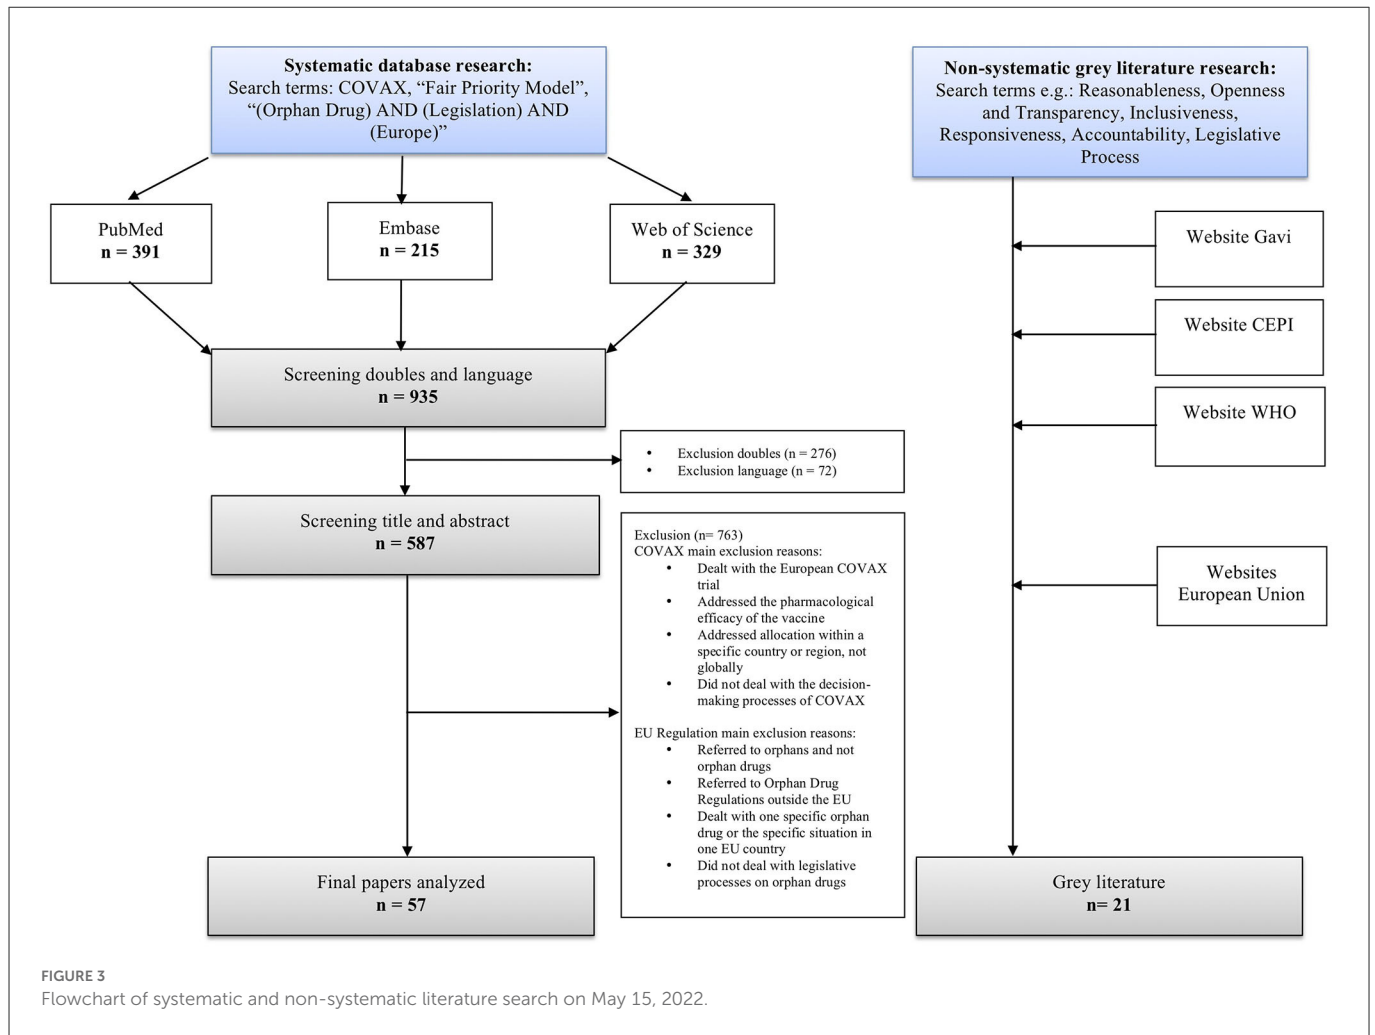 Systematic database research:
Search terms: COVAX, “Fair Priority Model”,
“(Orphan Drug) AND (Legislation) AND
(Europe)”
PubMed
n = 391
Embase
n = 215
Web of Science
n = 329
Screening doubles and language
n = 935
• Exclusion doubles (n = 276)
• Exclusion language (n = 72)
Screening title and abstract
n = 587
Exclusion (n= 763)
COVAX main exclusion reasons:
• Dealt with the European COVAX
trial
• Addressed the pharmacological
efficacy of the vaccine
• Addressed allocation within a
specific country or region, not
globally
• Did not deal with the decision-
making processes of COVAX
EU Regulation main exclusion reasons:
• Referred to orphans and not
orphan drugs
• Referred to Orphan Drug
Regulations outside the EU
• Dealt with one specific orphan
drug or the specific situation in
one EU country
• Did not deal with legislative
processes on orphan drugs
Final papers analyzed
n = 57
Non-systematic grey literature research:
Search terms e.g.: Reasonableness, Openness
and Transparency, Inclusiveness,
Responsiveness, Accountability, Legislative
Process
Website Gavi
Website CEPI
Website WHO
Websites
European Union
Grey literature
n= 21
FIGURE 3
Flowchart of systematic and non-systematic literature search on May 15, 2022.